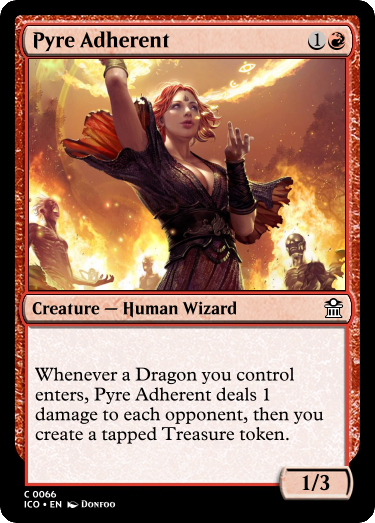 Pyre Adherent 1
Creature — Human Wizard
Whenever a Dragon you control
enters, Pyre Adherent deals 1
damage to each opponent, then you
create a tapped Treasure token.
1/3
C 0066
ICO • EN Donfoo